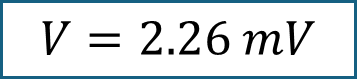 V = 2.26 mV